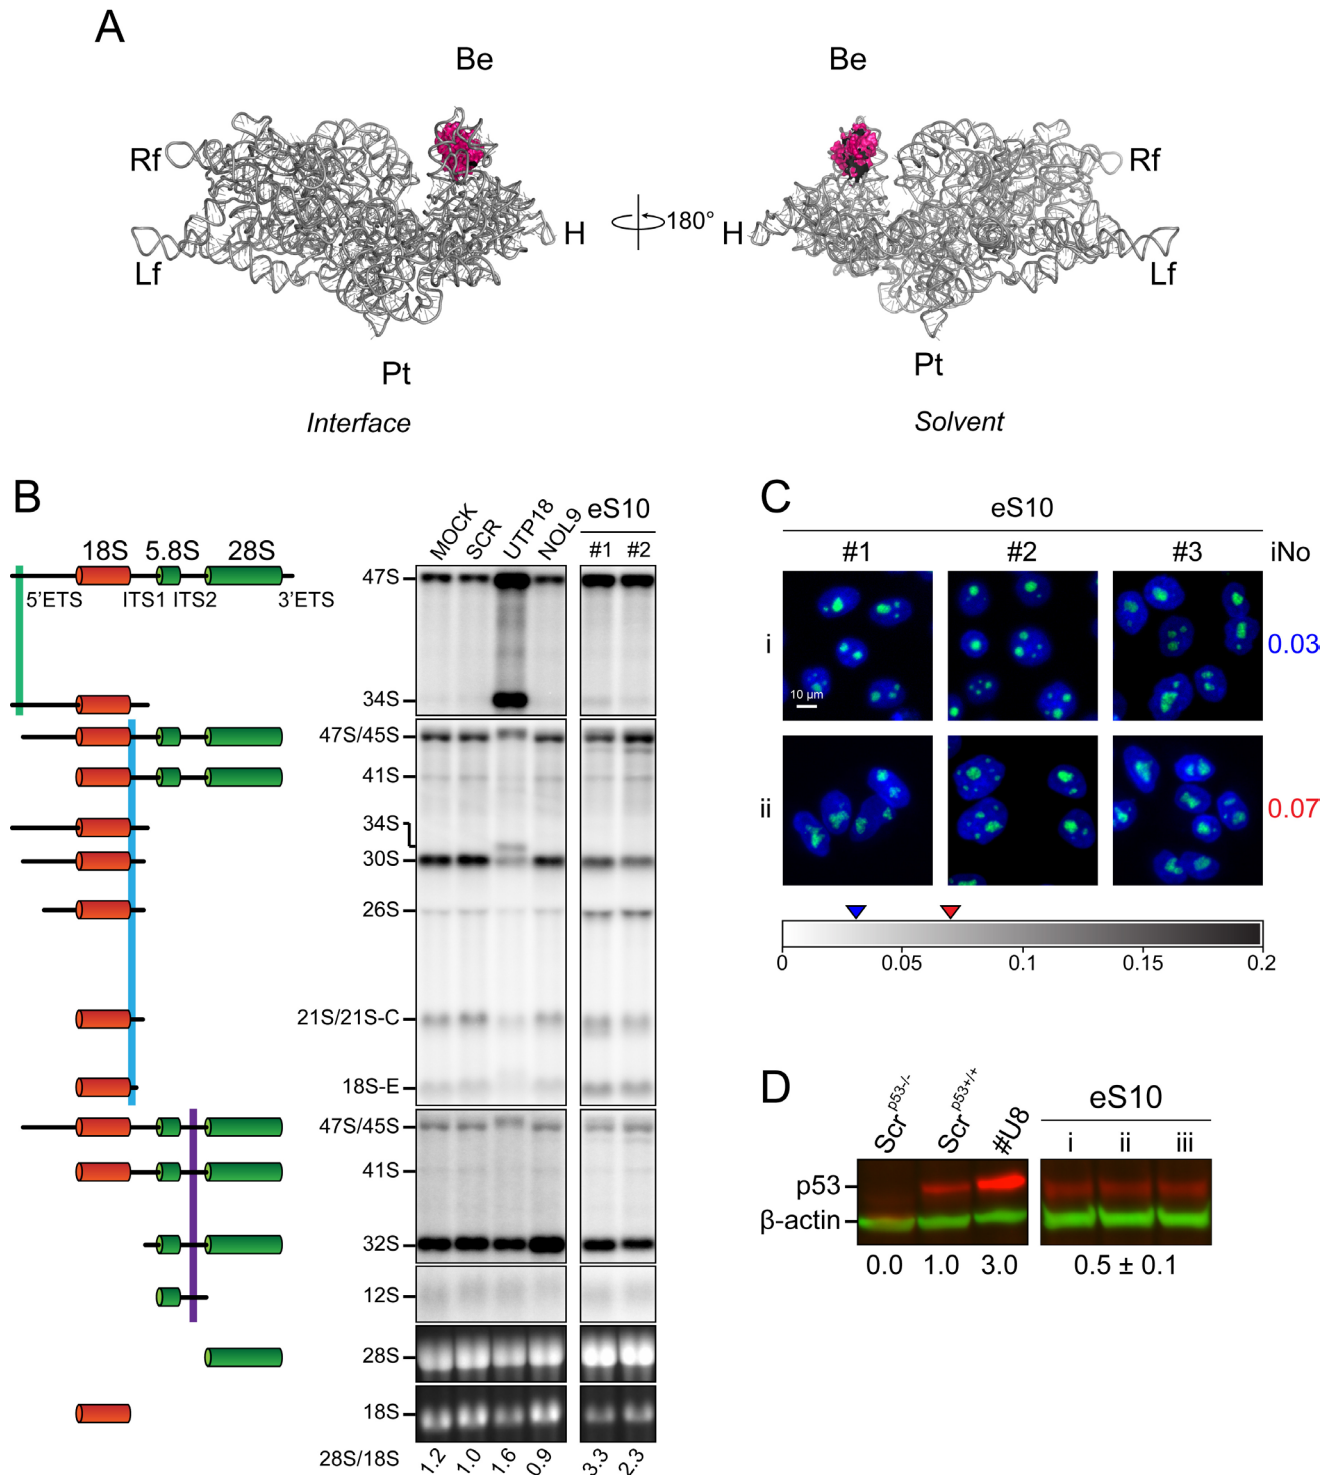 A
Be
Be
Rf
Rf
H
180°
H
Lf
Lf
Pt
Pt
Interface
Solvent
B
MOCK
SCR
UTP18
NOL9
eS10
#1
#2
18S
5.8S
28S
5’ETS
ITS1
ITS2
3’ETS
47S
34S
47S/45S
41S
34S
30S
26S
21S/21S-C
18S-E
47S/45S
41S
32S
12S
28S
18S
28S/18S
1.2
1.0
1.6
0.9
3.3
2.3
C
eS10
#1
#2
#3
iNo
i
10 µm
0.03
ii
0.07
0
0.05
0.1
0.15
0.2
D
Scr p53-/-
Scr p53+/+
#U8
eS10
i
ii
iii
p53
β-actin
0.0
1.0
3.0
0.5 ± 0.1